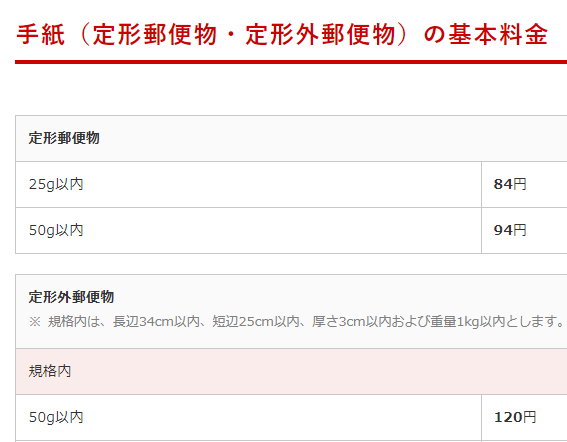 手紙（定形郵便物・定形外郵便物）の基本料金
定形郵便物
25g以内 84円
50g以内 94円
定形外郵便物
※ 規格内は、長辺34cm以内、短辺25cm以内、厚さ3cm以内および重量1kg以内とします。
規格内
50g以内 120円